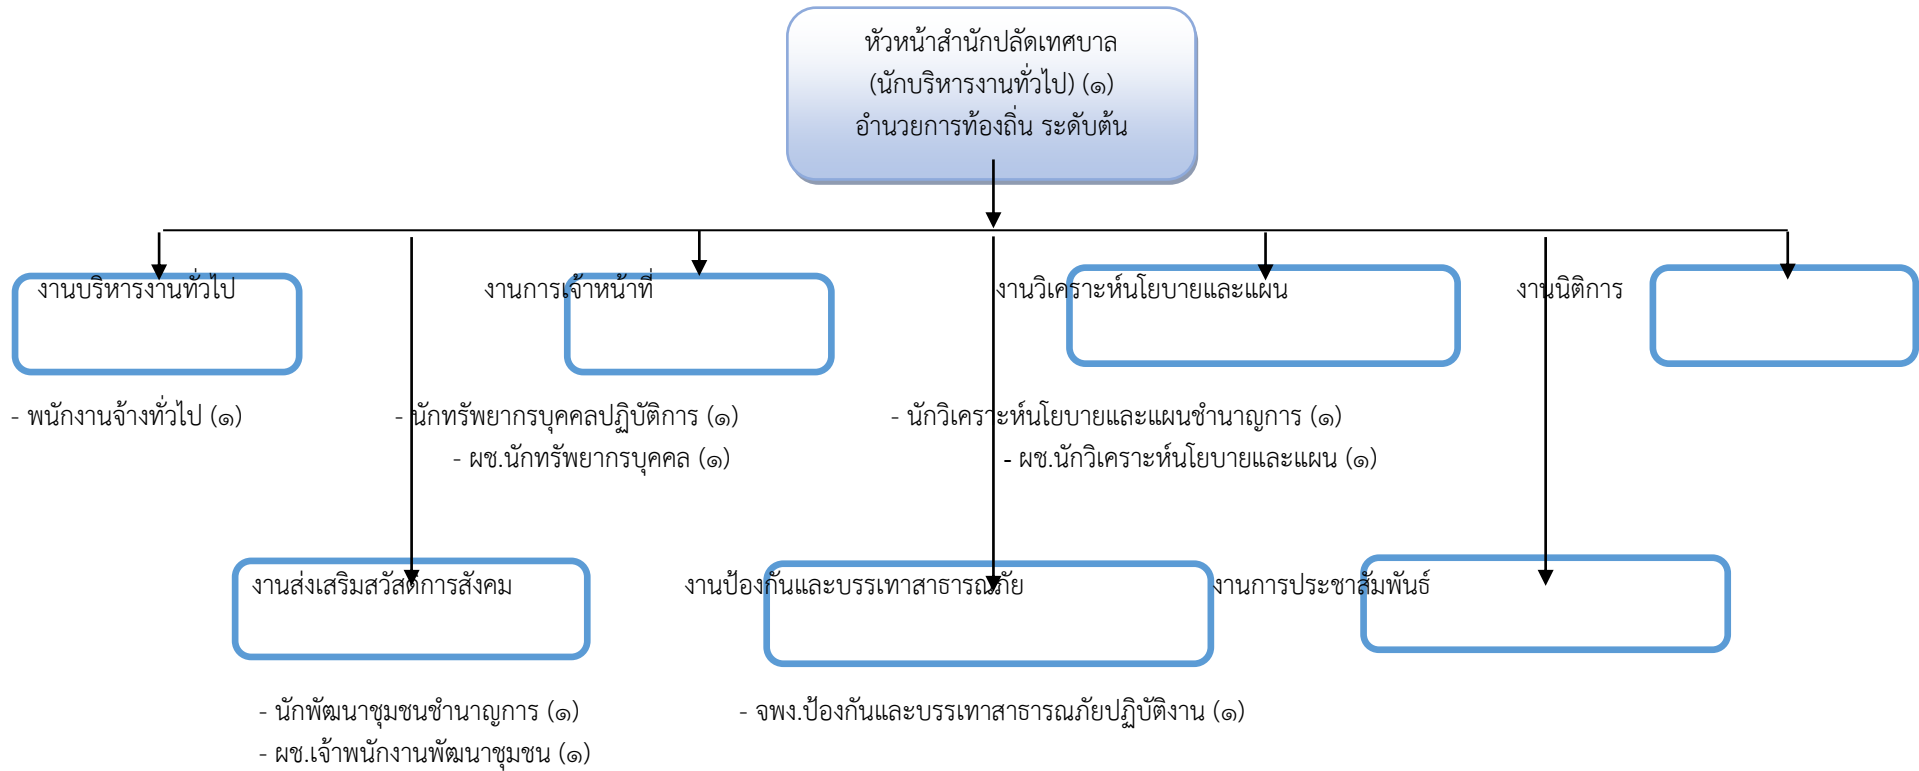 หัวหน้าสำนักปลัดเทศบาล
(นักบริหารงานทั่วไป) (๑)
อำนวยการท้องถิ่น ระดับต้น
งานบริหารงานทั่วไป
งานการเจ้าหน้าที่
งานวิเคราะห์นโยบายและแผน
งานนิติการ
- พนักงานจ้างทั่วไป (๑)
- นักทรัพยากรบุคคลปฏิบัติการ (๑)
- นักวิเคราะห์นโยบายและแผนชำนาญการ (๑)
- ผช.นักทรัพยากรบุคคล (๑)
- ผช.นักวิเคราะห์นโยบายและแผน (๑)
งานส่งเสริมสวัสดิการสังคม
งานป้องกันและบรรเทาสาธารณภัย
งานการประชาสัมพันธ์
- นักพัฒนาชุมชนชำนาญการ (๑)
- จพง.ป้องกันและบรรเทาสาธารณภัยปฏิบัติงาน (๑)
- ผช.เจ้าพนักงานพัฒนาชุมชน (๑)